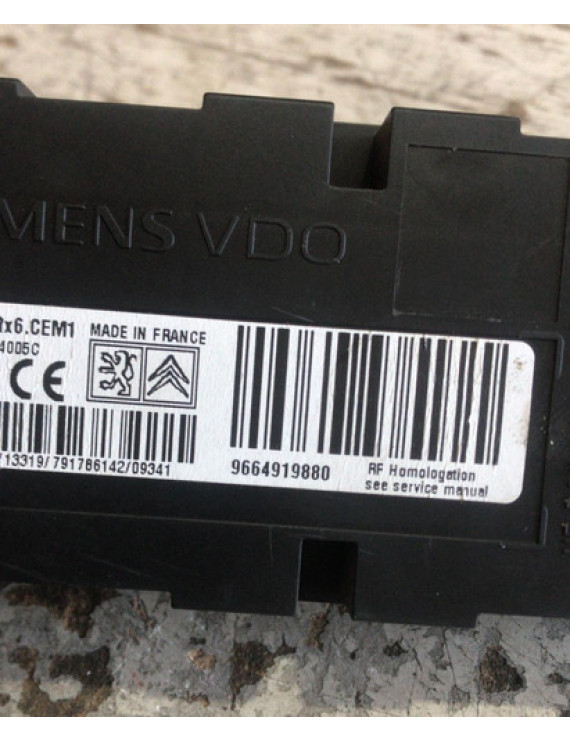 MENS VDO
x6.CEM1 MADE IN FRANCE
4005C
CE
13319/791786142/09341
9664919880
RF Homologation
see service manual